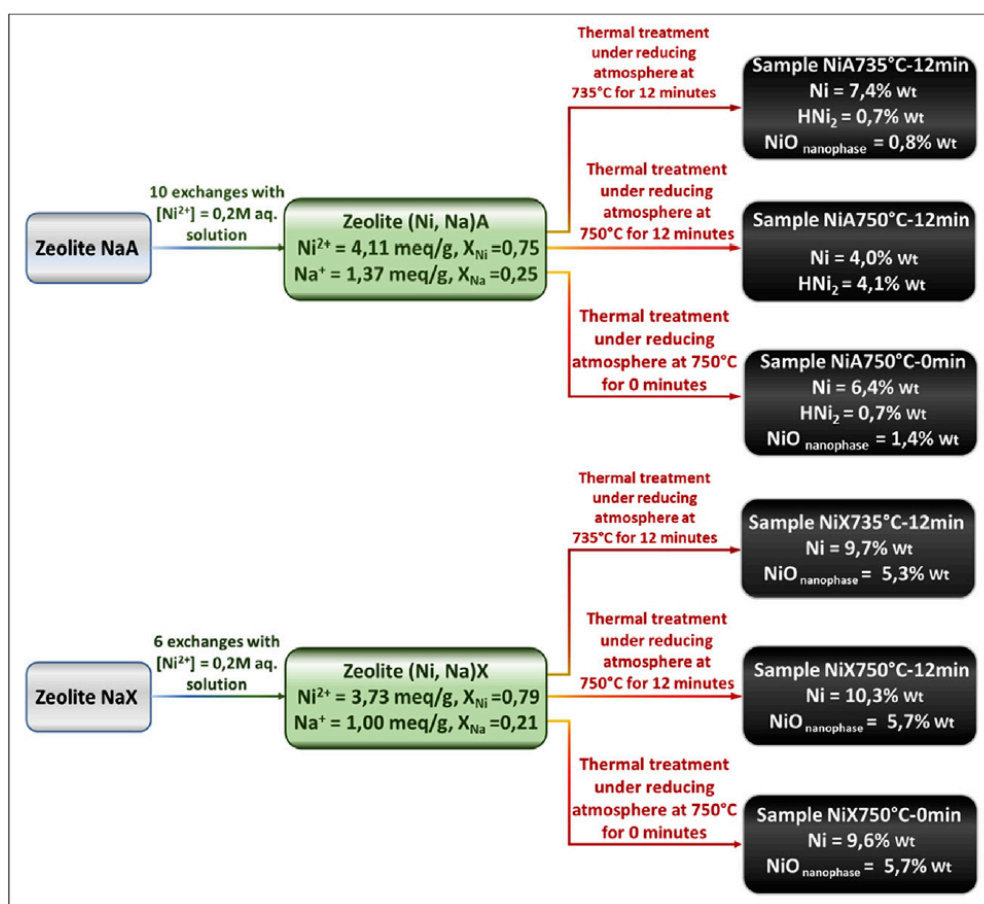 Zeolite NaA
10 exchanges with
[Ni²⁺] = 0,2M aq.
solution
Zeolite (Ni, Na)A
Ni²⁺ = 4,11 meq/g, X_Ni =0,75
Na⁺ = 1,37 meq/g, X_Na =0,25
Thermal treatment
under reducing
atmosphere at
735°C for 12 minutes
Sample NiA735°C-12min
Ni = 7,4% wt
HNi₂ = 0,7% wt
NiO nanophase = 0,8% wt
Thermal treatment
under reducing
atmosphere at
750°C for 12 minutes
Sample NiA750°C-12min
Ni = 4,0% wt
HNi₂ = 4,1% wt
Thermal treatment
under reducing
atmosphere at 750°C
for 0 minutes
Sample NiA750°C-0min
Ni = 6,4% wt
HNi₂ = 0,7% wt
NiO nanophase = 1,4% wt
Zeolite NaX
6 exchanges with
[Ni²⁺] = 0,2M aq.
solution
Zeolite (Ni, Na)X
Ni²⁺ = 3,73 meq/g, X_Ni =0,79
Na⁺ = 1,00 meq/g, X_Na =0,21
Thermal treatment
under reducing
atmosphere at
735°C for 12 minutes
Sample NiX735°C-12min
Ni = 9,7% wt
NiO nanophase = 5,3% wt
Thermal treatment
under reducing
atmosphere at
750°C for 12 minutes
Sample NiX750°C-12min
Ni = 10,3% wt
NiO nanophase = 5,7% wt
Thermal treatment
under reducing
atmosphere at 750°C
for 0 minutes
Sample NiX750°C-0min
Ni = 9,6% wt
NiO nanophase = 5,7% wt